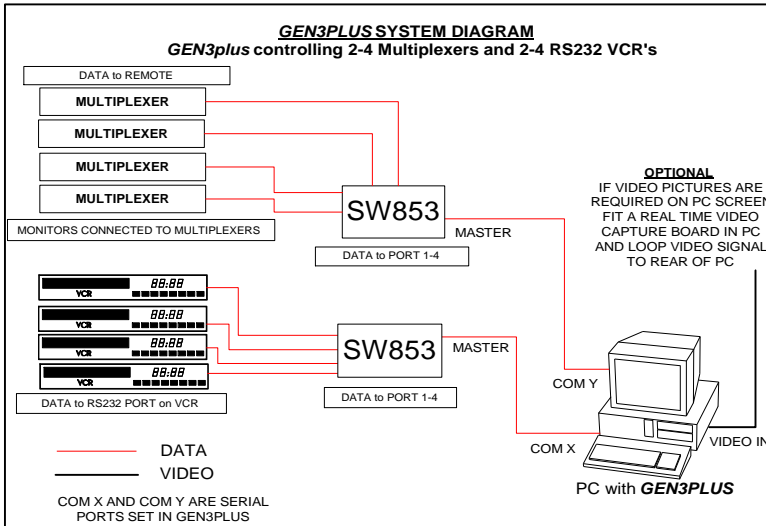 GEN3PLUS SYSTEM DIAGRAM
GEN3plus controlling 2-4 Multiplexers and 2-4 RS232 VCR's
DATA to REMOTE
MULTIPLEXER
MULTIPLEXER
MULTIPLEXER
MULTIPLEXER
MONITORS CONNECTED TO MULTIPLEXERS
SW853
MASTER
DATA to PORT 1-4
OPTIONAL
IF VIDEO PICTURES ARE
REQUIRED ON PC SCREEN
FIT A REAL TIME VIDEO
CAPTURE BOARD IN PC
AND LOOP VIDEO SIGNAL
TO REAR OF PC
88:88
VCR
88:88
VCR
88:88
VCR
88:88
VCR
DATA to RS232 PORT on VCR
SW853
MASTER
DATA to PORT 1-4
COM Y
COM X
VIDEO IN
PC with GEN3PLUS
DATA
VIDEO
COM X AND COM Y ARE SERIAL
PORTS SET IN GEN3PLUS